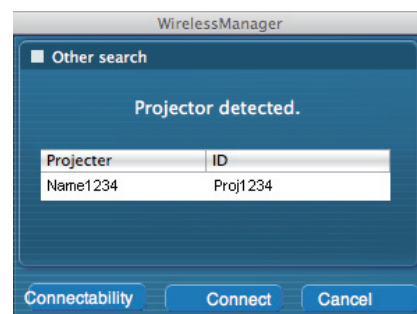 WirelessManager
Other search
Projector detected.
Projecter ID
Name1234 Proj1234
Connectability Connect Cancel